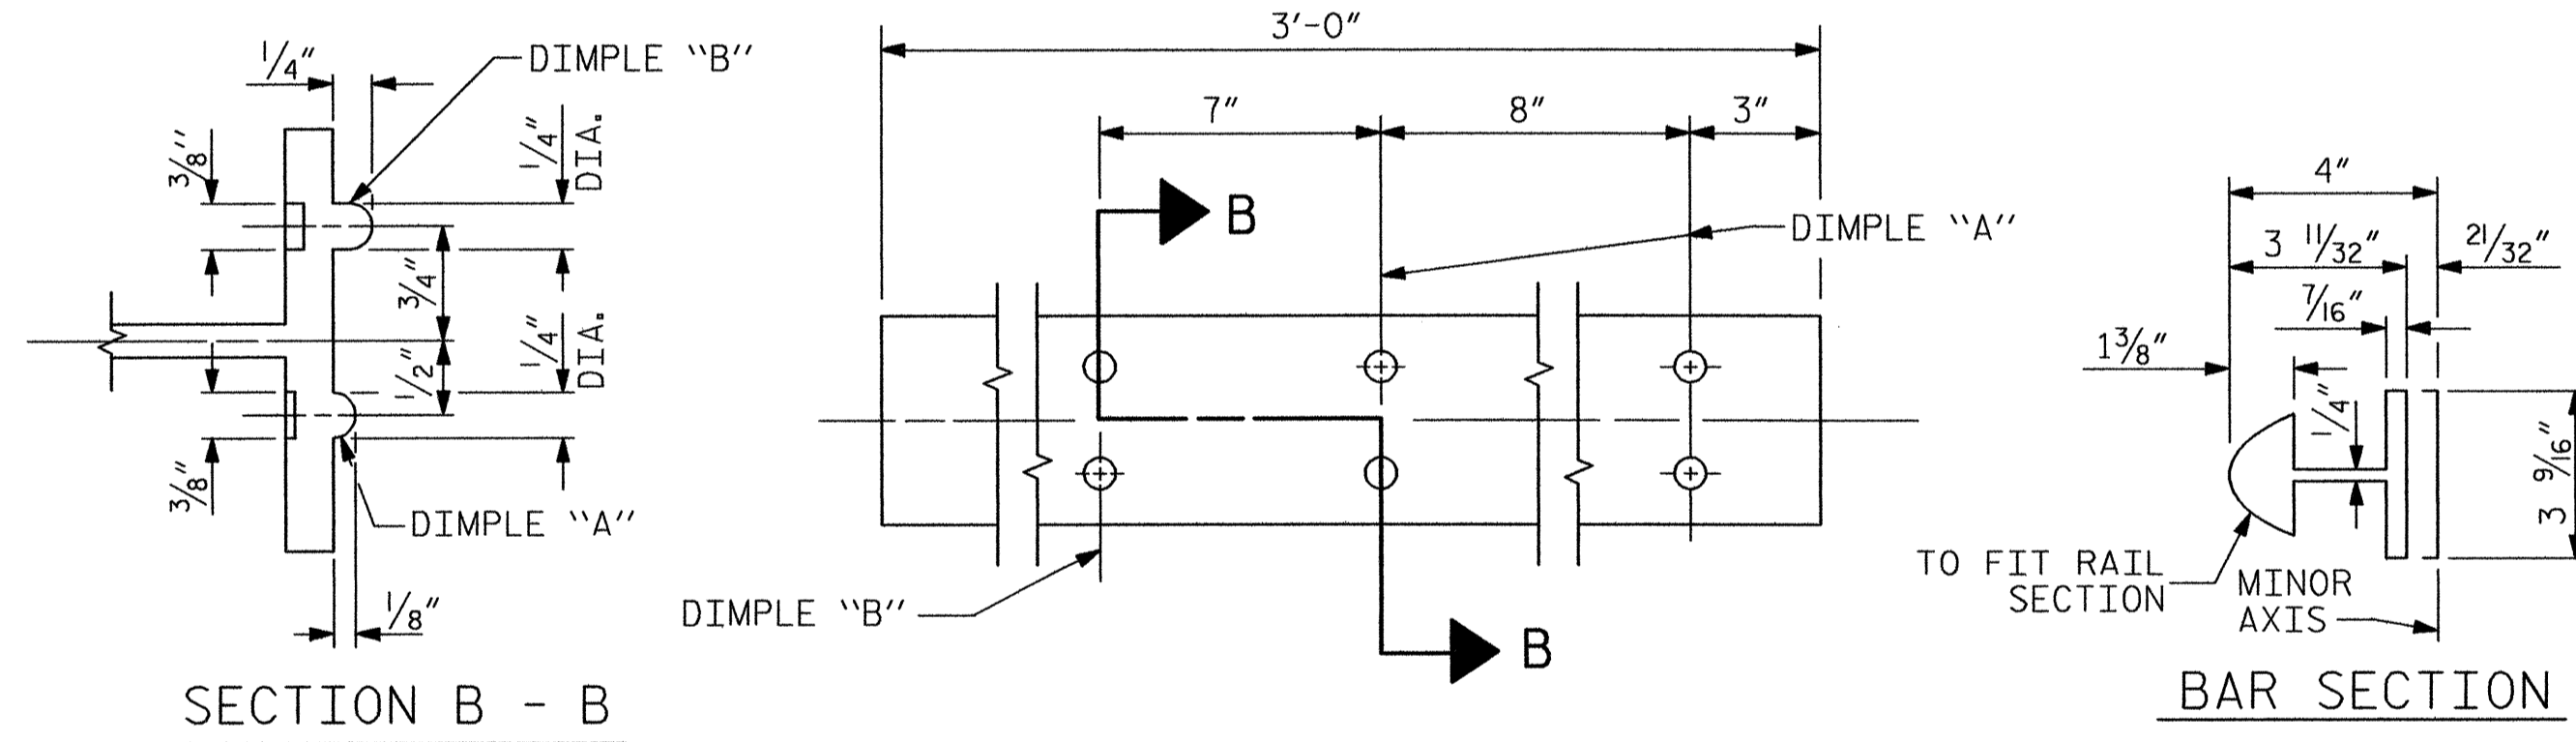 1/4"
DIMPLE ‶B″
3/8"
1/4"
DIA.
3/4"
1/2"
1/4"
DIA.
3/8"
DIMPLE ‶A″
1/8"
SECTION B - B
3′-0″
7″
8″
3″
B
DIMPLE ‶A″
DIMPLE ‶B″
B
4″
3 11/32″
21/32″
7/16″
1 3/8″
1/4″
3 9/16″
TO FIT RAIL
SECTION
MINOR
AXIS
BAR SECTION